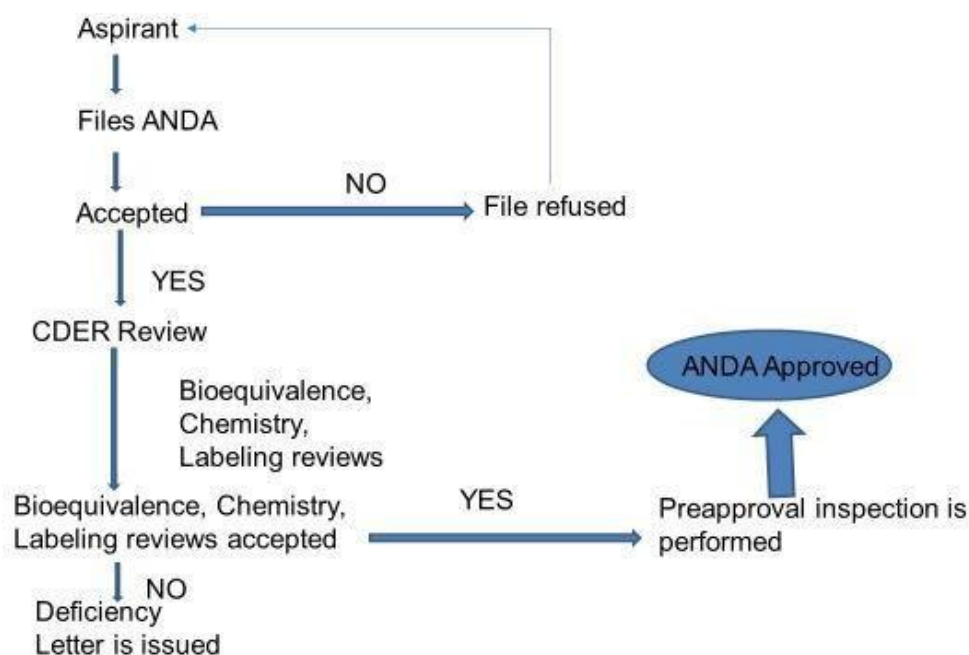 Aspirant
Files ANDA
NO
Accepted
File refused
YES
CDER Review
ANDA Approved
Bioequivalence,
Chemistry,
Labeling reviews
YES
Bioequivalence, Chemistry,
Labeling reviews accepted
Preapproval inspection is
performed
NO
Deficiency
Letter is issued